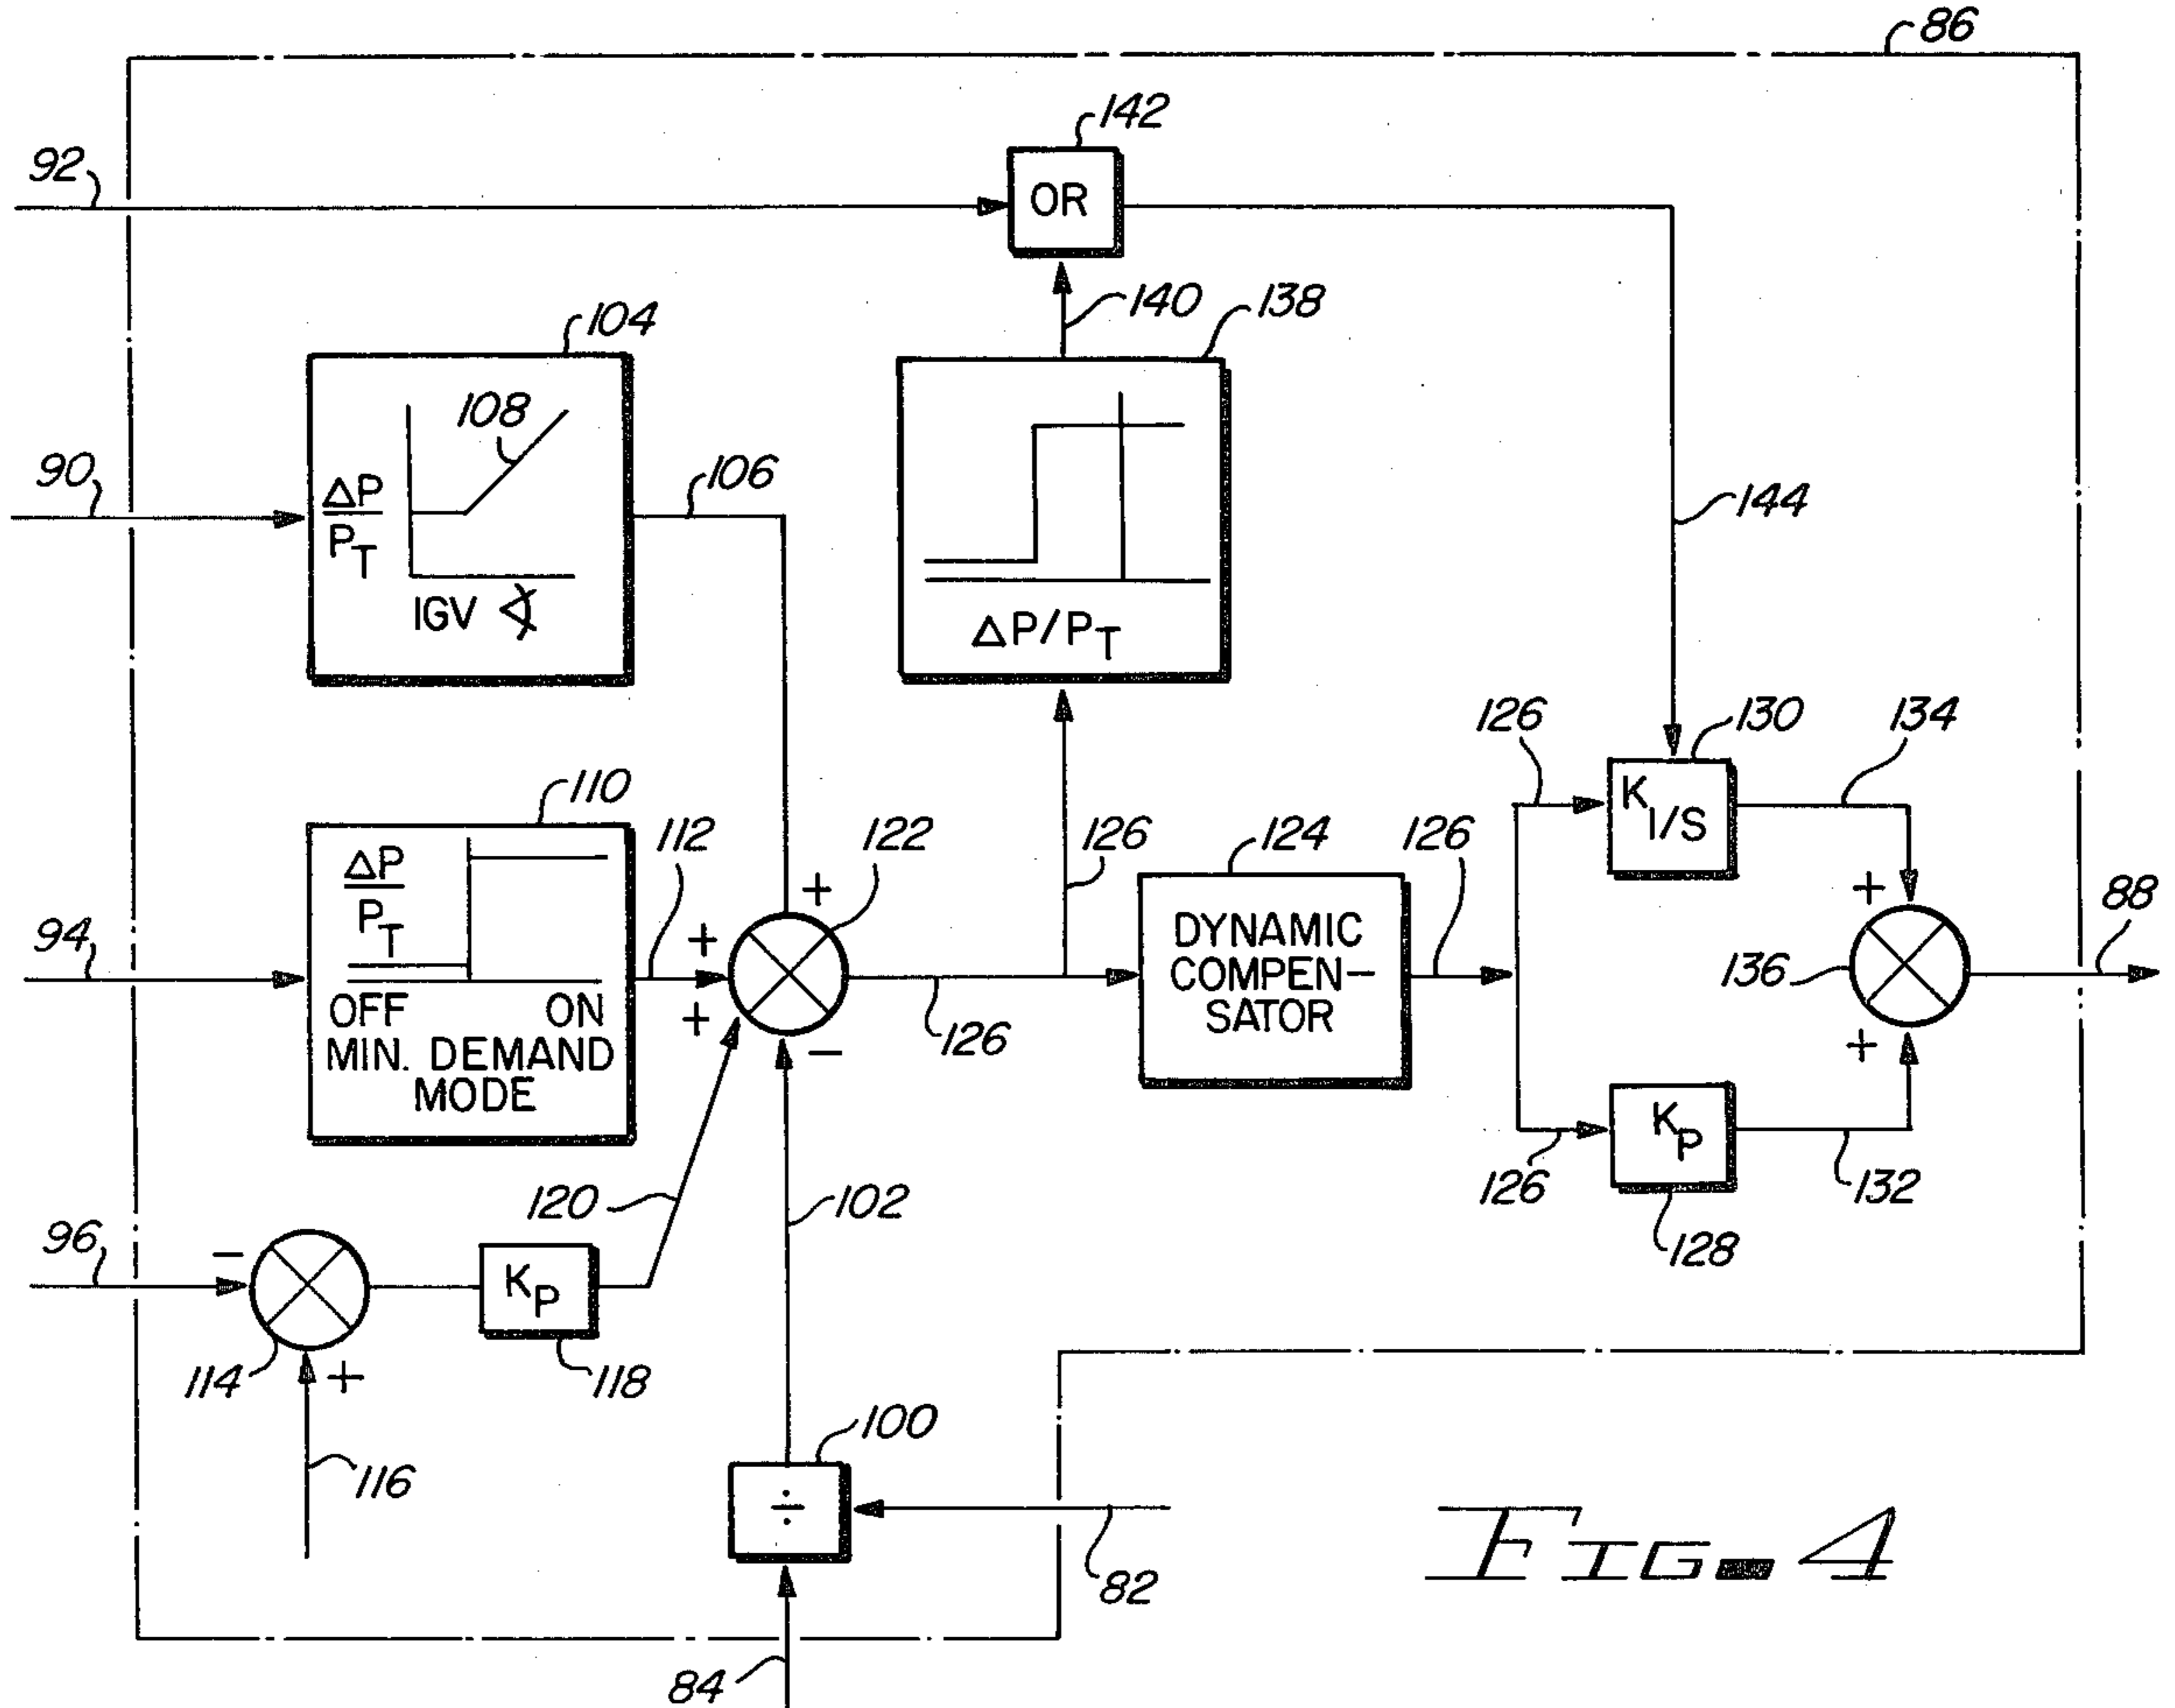 86
142
92
OR
140
138
104
108
90
ΔP
P_T
IGV ∢
106
144
ΔP/P_T
126
130
134
K_I/S
110
112
122
126
124
126
88
ΔP
P_T
+
+
+
+
94
OFF ON
MIN. DEMAND
MODE
−
126
DYNAMIC
COMPEN-
SATOR
136
+
120
102
K_P
126
132
128
96
−
K_P
114
+
118
116
100
÷
82
84
FIG. 4